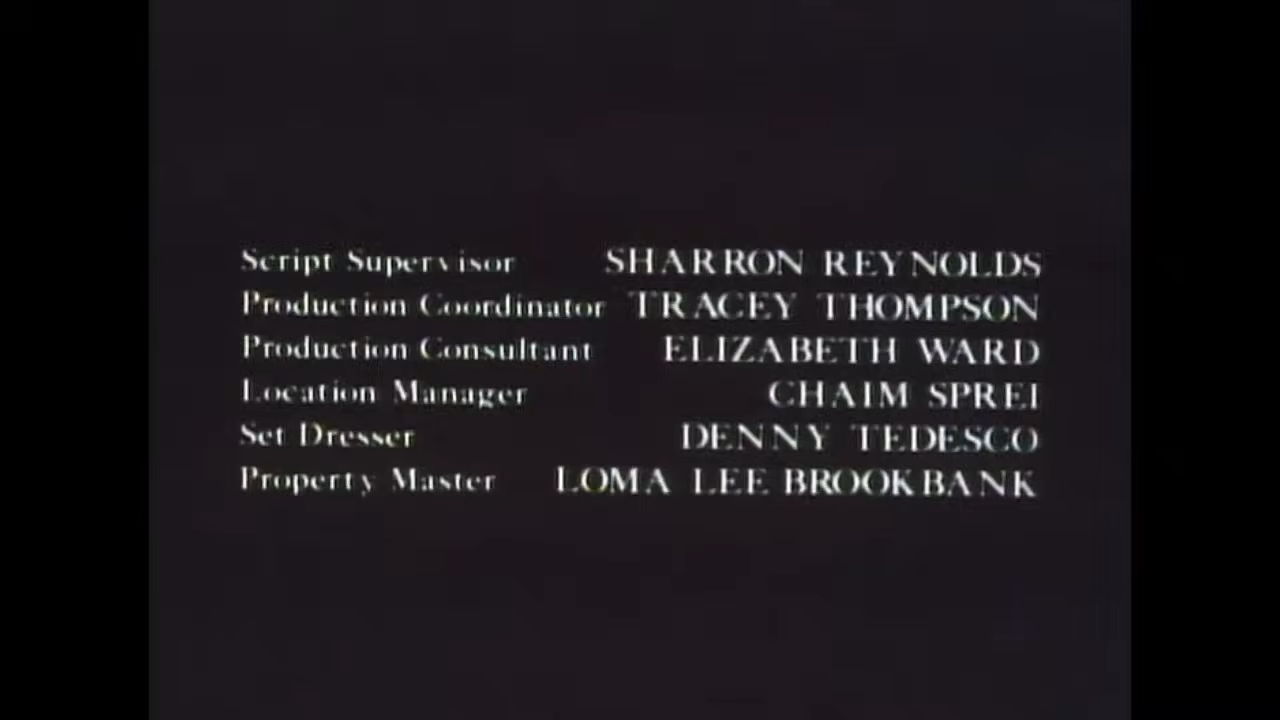 Script Supervisor SHARRON REYNOLDS
Production Coordinator TRACEY THOMPSON
Production Consultant ELIZABETH WARD
Location Manager CHAIM SPREI
Set Dresser DENNY TEDESCO
Property Master LOMA LEE BROOKBANK